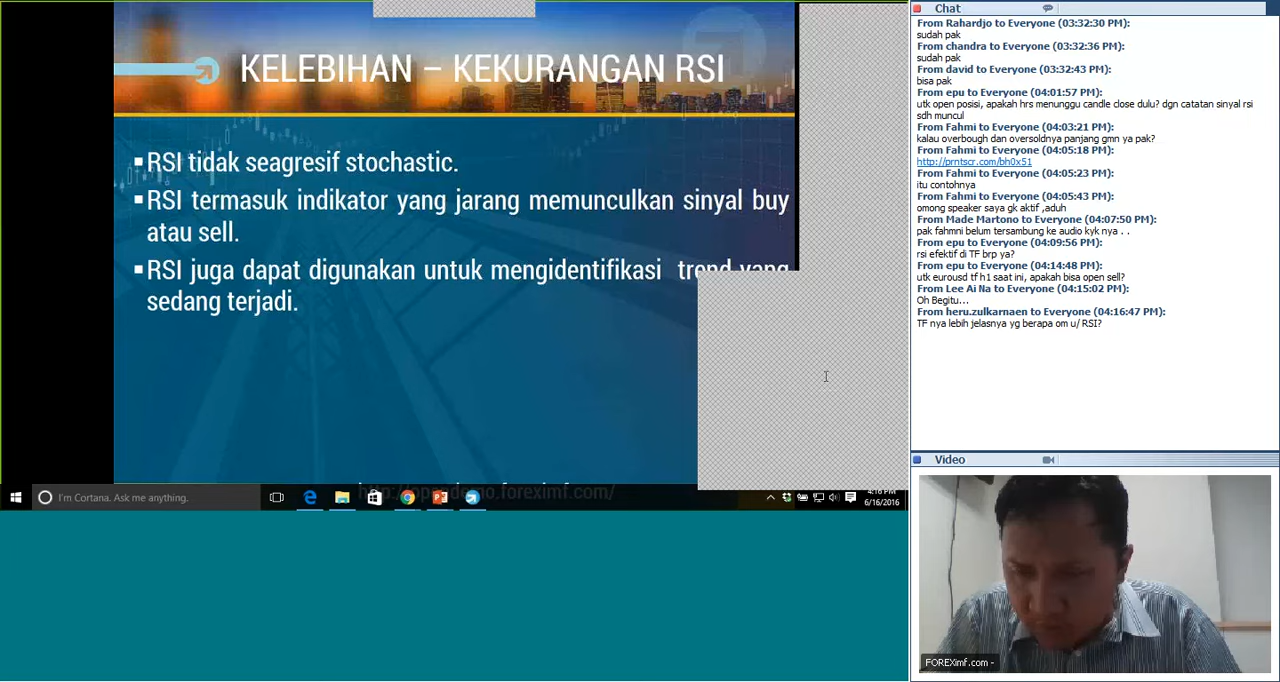 KELEBIHAN – KEKURANGAN RSI
▪RSI tidak seagresif stochastic.
▪RSI termasuk indikator yang jarang memunculkan sinyal buy
atau sell.
▪RSI juga dapat digunakan untuk mengidentifikasi trend yang
sedang terjadi.
I'm Cortana. Ask me anything.
4:16 PM
6/16/2016
Chat
From Rahardjo to Everyone (03:32:30 PM):
sudah pak
From chandra to Everyone (03:32:36 PM):
sudah pak
From david to Everyone (03:32:43 PM):
bisa pak
From epu to Everyone (04:01:57 PM):
utk open posisi, apakah hrs menunggu candle close dulu? dgn catatan sinyal rsi
sdh muncul
From Fahmi to Everyone (04:03:21 PM):
kalau overbough dan oversoldnya panjang gmn ya pak?
From Fahmi to Everyone (04:05:18 PM):
http://prntscr.com/bh0x51
From Fahmi to Everyone (04:05:23 PM):
itu contohnya
From Fahmi to Everyone (04:05:43 PM):
omong speaker saya gk aktif ,aduh
From Made Martono to Everyone (04:07:50 PM):
pak fahmni belum tersambung ke audio kyk nya . .
From epu to Everyone (04:09:56 PM):
rsi efektif di TF brp ya?
From epu to Everyone (04:14:48 PM):
utk eurousd tf h1 saat ini, apakah bisa open sell?
From Lee Ai Na to Everyone (04:15:02 PM):
Oh Begitu...
From heru.zulkarnaen to Everyone (04:16:47 PM):
TF nya lebih jelasnya yg berapa om u/ RSI?
Video
FOREXimf.com -